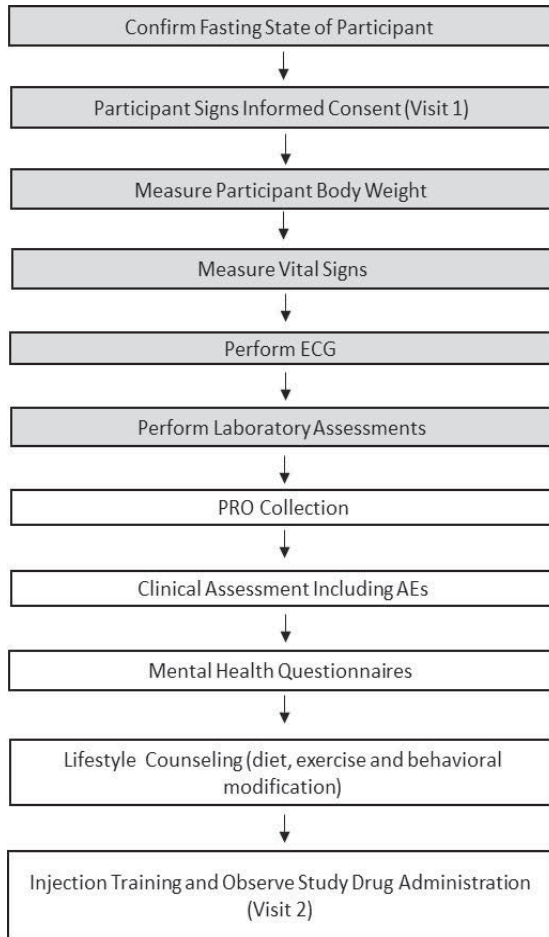 Confirm Fasting State of Participant
Participant Signs Informed Consent (Visit 1)
Measure Participant Body Weight
Measure Vital Signs
Perform ECG
Perform Laboratory Assessments
PRO Collection
Clinical Assessment Including AEs
Mental Health Questionnaires
Lifestyle Counseling (diet, exercise and behavioral
modification)
Injection Training and Observe Study Drug Administration
(Visit 2)